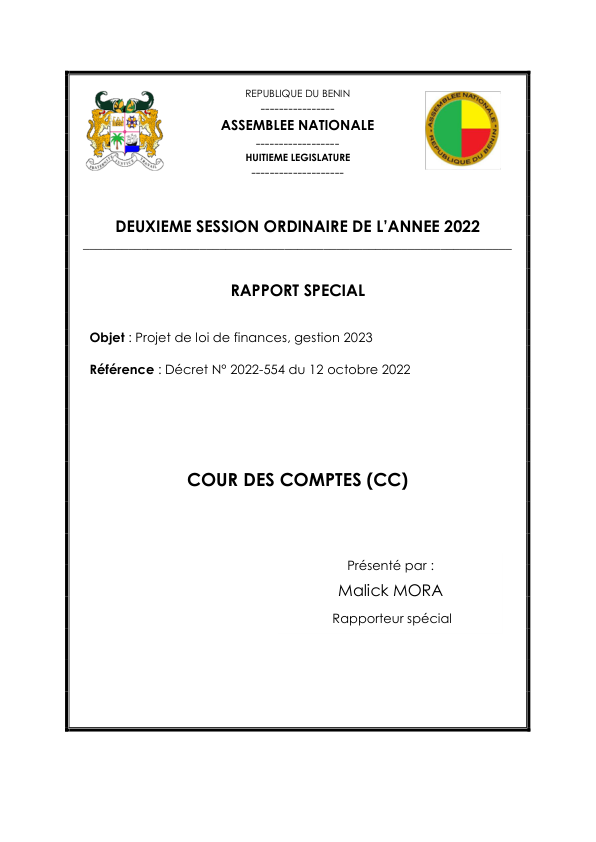 REPUBLIQUE DU BENIN
----------------
ASSEMBLEE NATIONALE
------------------
HUITIEME LEGISLATURE
--------------------
FRATERNITE JUSTICE TRAVAIL
ASSEMBLEE NATIONALE
REPUBLIQUE DU BENIN
DEUXIEME SESSION ORDINAIRE DE L’ANNEE 2022
RAPPORT SPECIAL
Objet : Projet de loi de finances, gestion 2023
Référence : Décret N° 2022-554 du 12 octobre 2022
COUR DES COMPTES (CC)
Présenté par :
Malick MORA
Rapporteur spécial